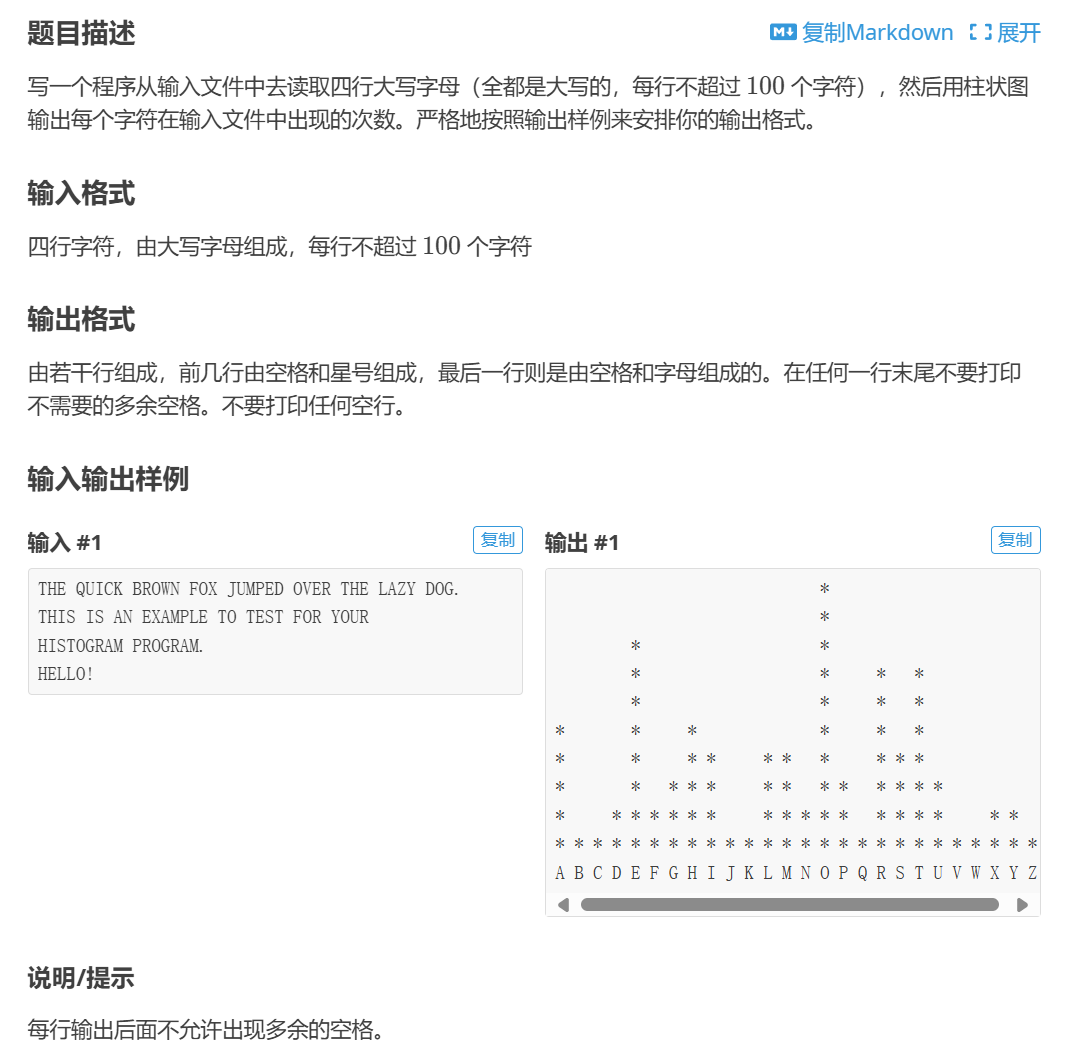 题目描述 复制Markdown 展开
写一个程序从输入文件中去读取四行大写字母（全都是大写的，每行不超过 100 个字符），然后用柱状图
输出每个字符在输入文件中出现的次数。严格地按照输出样例来安排你的输出格式。
输入格式
四行字符，由大写字母组成，每行不超过 100 个字符
输出格式
由若干行组成，前几行由空格和星号组成，最后一行则是由空格和字母组成的。在任何一行末尾不要打印
不需要的多余空格。不要打印任何空行。
输入输出样例
输入 #1 复制
THE QUICK BROWN FOX JUMPED OVER THE LAZY DOG.
THIS IS AN EXAMPLE TO TEST FOR YOUR
HISTOGRAM PROGRAM.
HELLO!
输出 #1 复制
                            *
                            *
        *                   *
        *                   *     *   *
        *                   *     *   *
*       *     *             *     *   *
*       *     * *     * *   *     * * *
*       *   * * *     * *   * *   * * * *
*     * * * * * *     * * * * *   * * * *     * *
* * * * * * * * * * * * * * * * * * * * * * * * * *
A B C D E F G H I J K L M N O P Q R S T U V W X Y Z
说明/提示
每行输出后面不允许出现多余的空格。